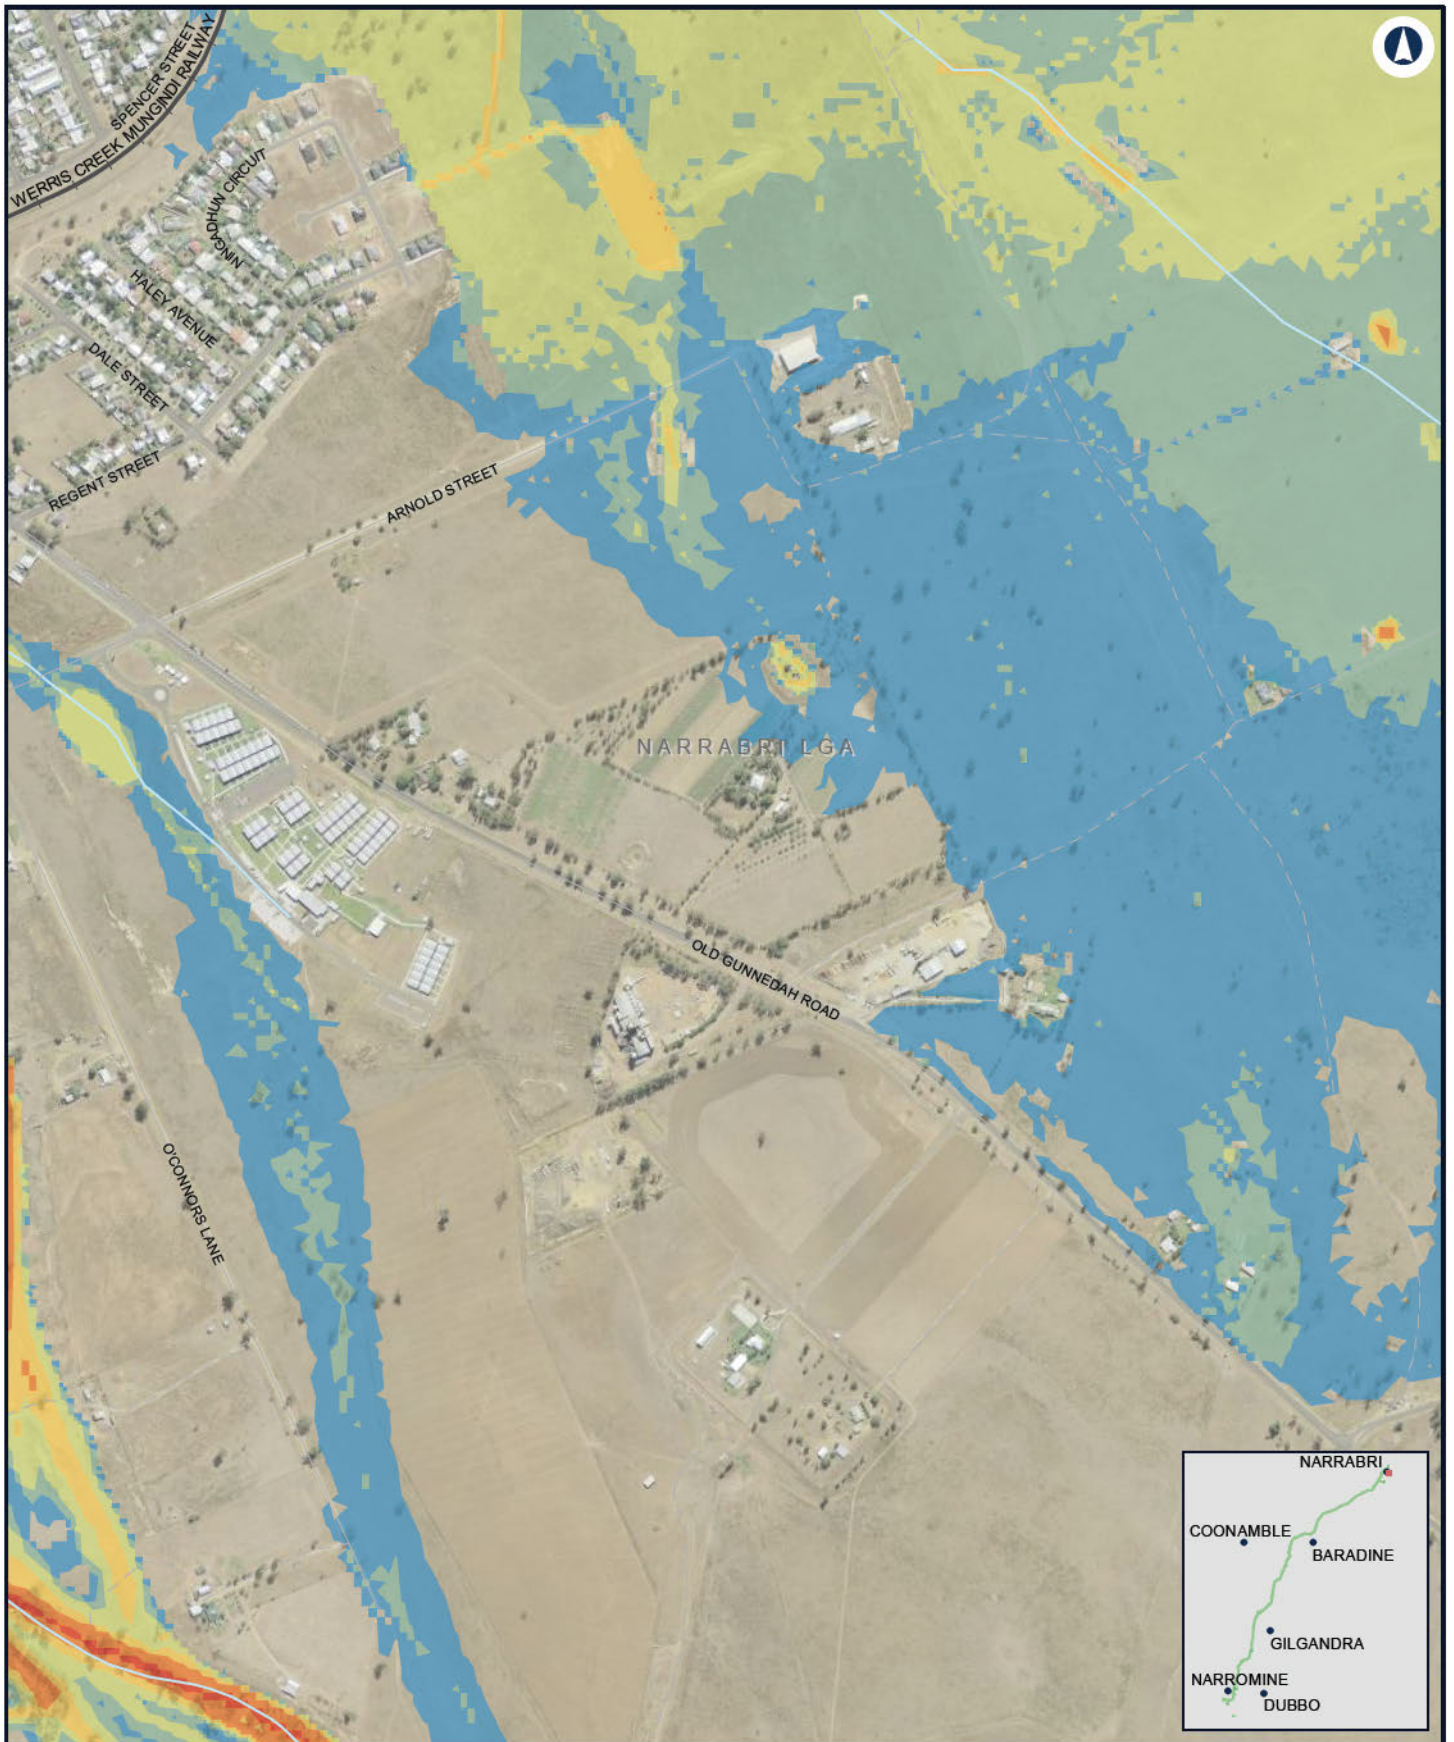 SPENCER STREET
WERRIS CREEK MUNGINDI RAILWAY
NINGADHUN CIRCUIT
HALEY AVENUE
DALE STREET
REGENT STREET
ARNOLD STREET
NARRABRI LGA
OLD GUNNEDAH ROAD
O'CONNORS LANE
NARRABRI
COONAMBLE
BARADINE
GILGANDRA
NARROMINE
DUBBO